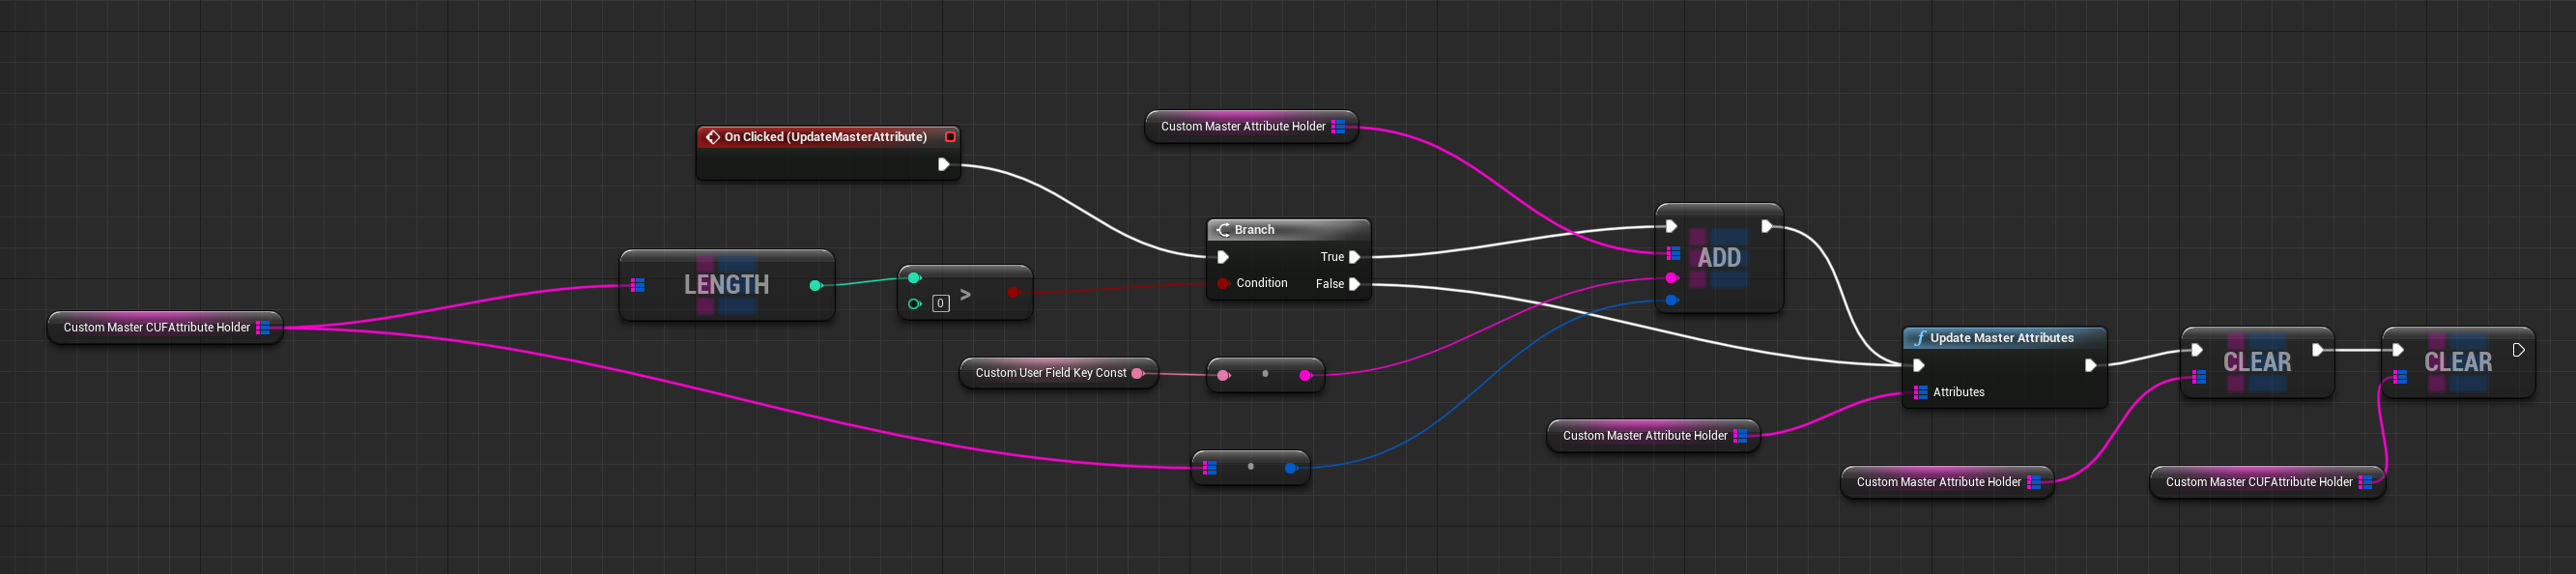 On Clicked (UpdateMasterAttribute)
Custom Master Attribute Holder
Branch
True
Condition
False
LENGTH
0
>
ADD
Custom Master CUFAttribute Holder
Custom User Field Key Const
Update Master Attributes
Attributes
CLEAR
CLEAR
Custom Master Attribute Holder
Custom Master Attribute Holder
Custom Master CUFAttribute Holder